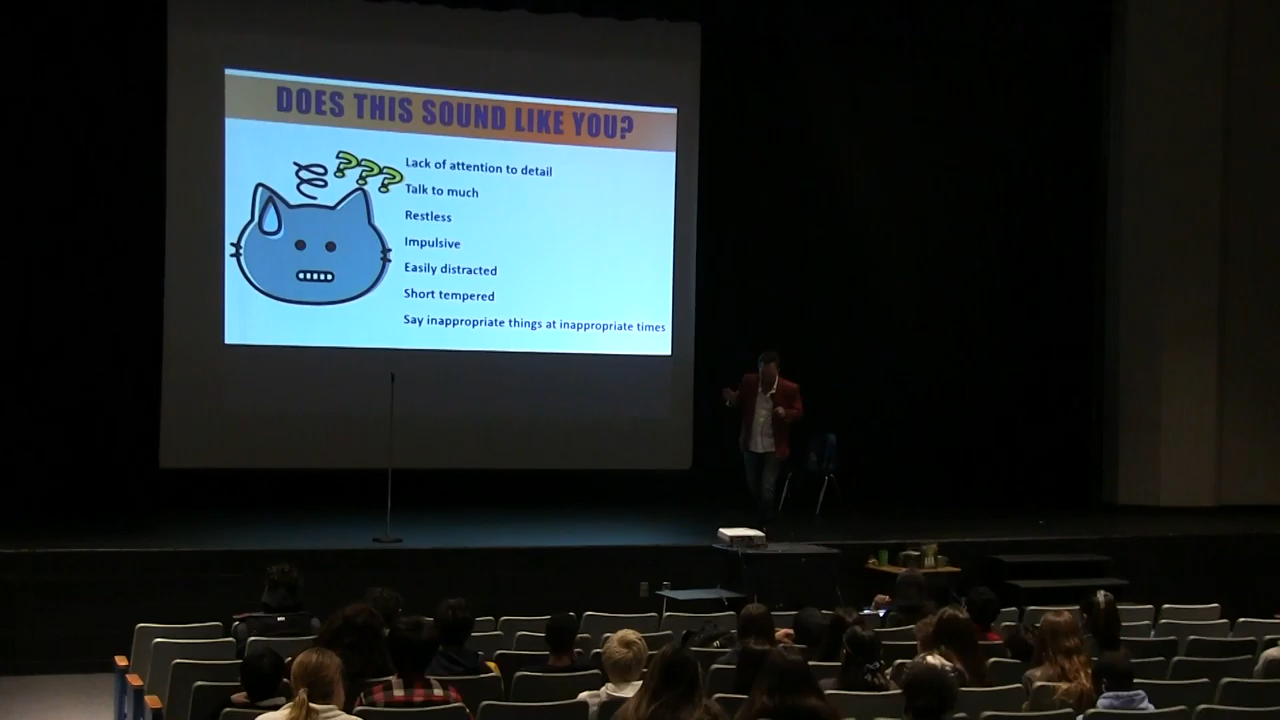 DOES THIS SOUND LIKE YOU?
???
Lack of attention to detail
Talk to much
Restless
Impulsive
Easily distracted
Short tempered
Say inappropriate things at inappropriate times